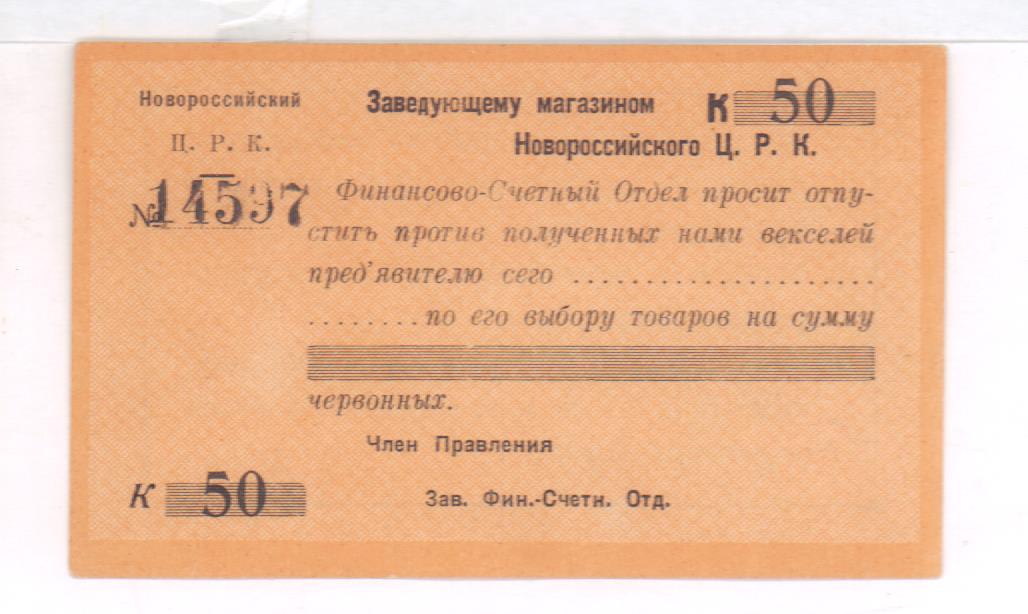 Новороссийский
Ц. Р. К.
№ 14597
Заведующему магазином К 50
Новороссийского Ц. Р. К.
Финансово-Счетный Отдел просит отпу-
стить против полученных нами векселей
пред'явителю сего ......................
........по его выбору товаров на сумму
червонных.
Член Правления
К 50
Зав. Фин.-Счетн. Отд.